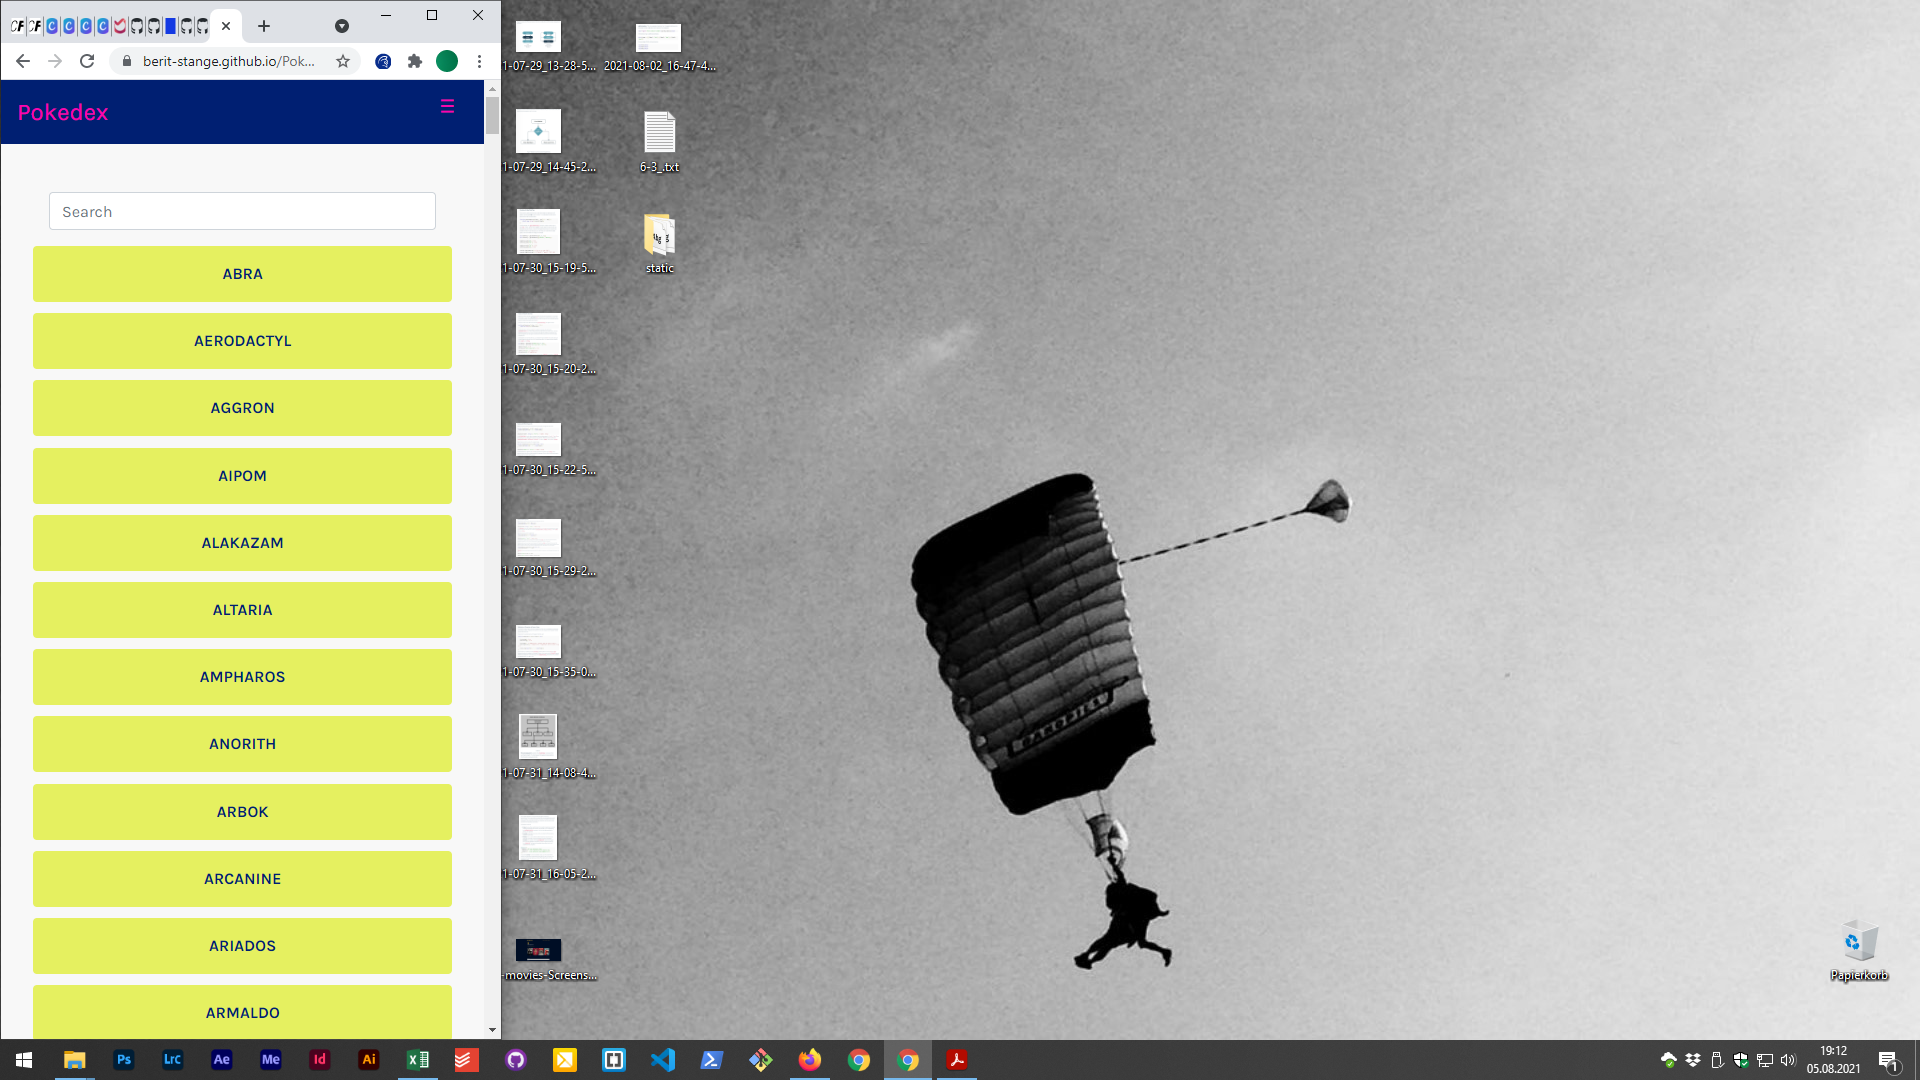 berit-stange.github.io/Pok...
Pokedex
☰
Search
ABRA
AERODACTYL
AGGRON
AIPOM
ALAKAZAM
ALTARIA
AMPHAROS
ANORITH
ARBOK
ARCANINE
ARIADOS
ARMALDO
1-07-29_13-28-5...
2021-08-02_16-47-4...
1-07-29_14-45-2...
6-3_.txt
1-07-30_15-19-5...
static
1-07-30_15-20-2...
1-07-30_15-22-5...
1-07-30_15-29-2...
1-07-30_15-35-0...
1-07-31_14-08-4...
1-07-31_16-05-2...
-movies-Screens...
Papierkorb
Ps
LrC
Ae
Me
Id
Ai
19:12
05.08.2021
1